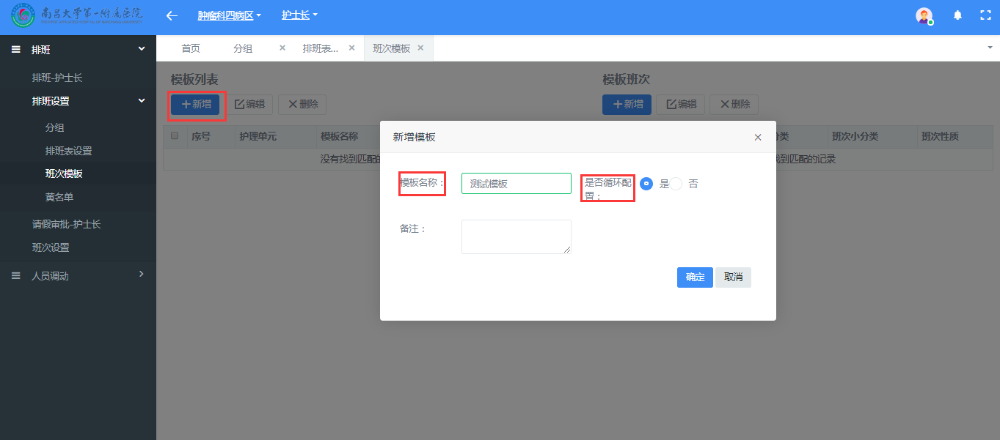 南昌大学第一附属医院
THE FIRST AFFILIATED HOSPITAL OF NANCHANG UNIVERSITY
肿瘤科四病区
护士长
排班
首页
分组
排班表...
班次模板
排班-护士长
排班设置
分组
排班表设置
班次模板
黄名单
请假审批-护士长
班次设置
人员调动
模板列表
模板班次
新增
编辑
删除
新增
编辑
删除
序号
护理单元
模板名称
分类
班次小分类
班次性质
没有找到匹配的
找到匹配的记录
新增模板
模板名称：
测试模板
是否循环配
置：
是
否
备注：
确定
取消